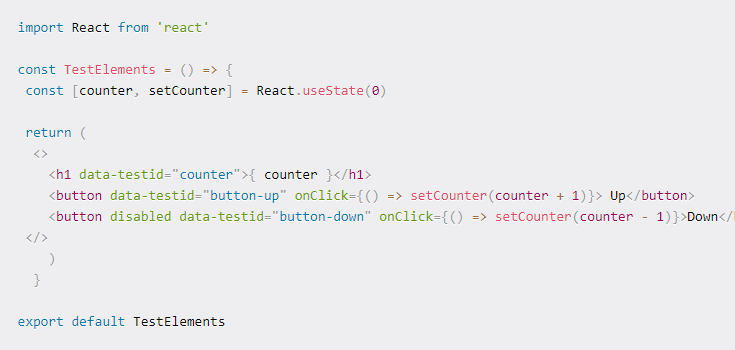 import React from 'react'
const TestElements = () => {
const [counter, setCounter] = React.useState(0)
return (
<>
<h1 data-testid="counter">{ counter }</h1>
<button data-testid="button-up" onClick={() => setCounter(counter + 1)}> Up</button>
<button disabled data-testid="button-down" onClick={() => setCounter(counter - 1)}>Down</
</>
)
}
export default TestElements